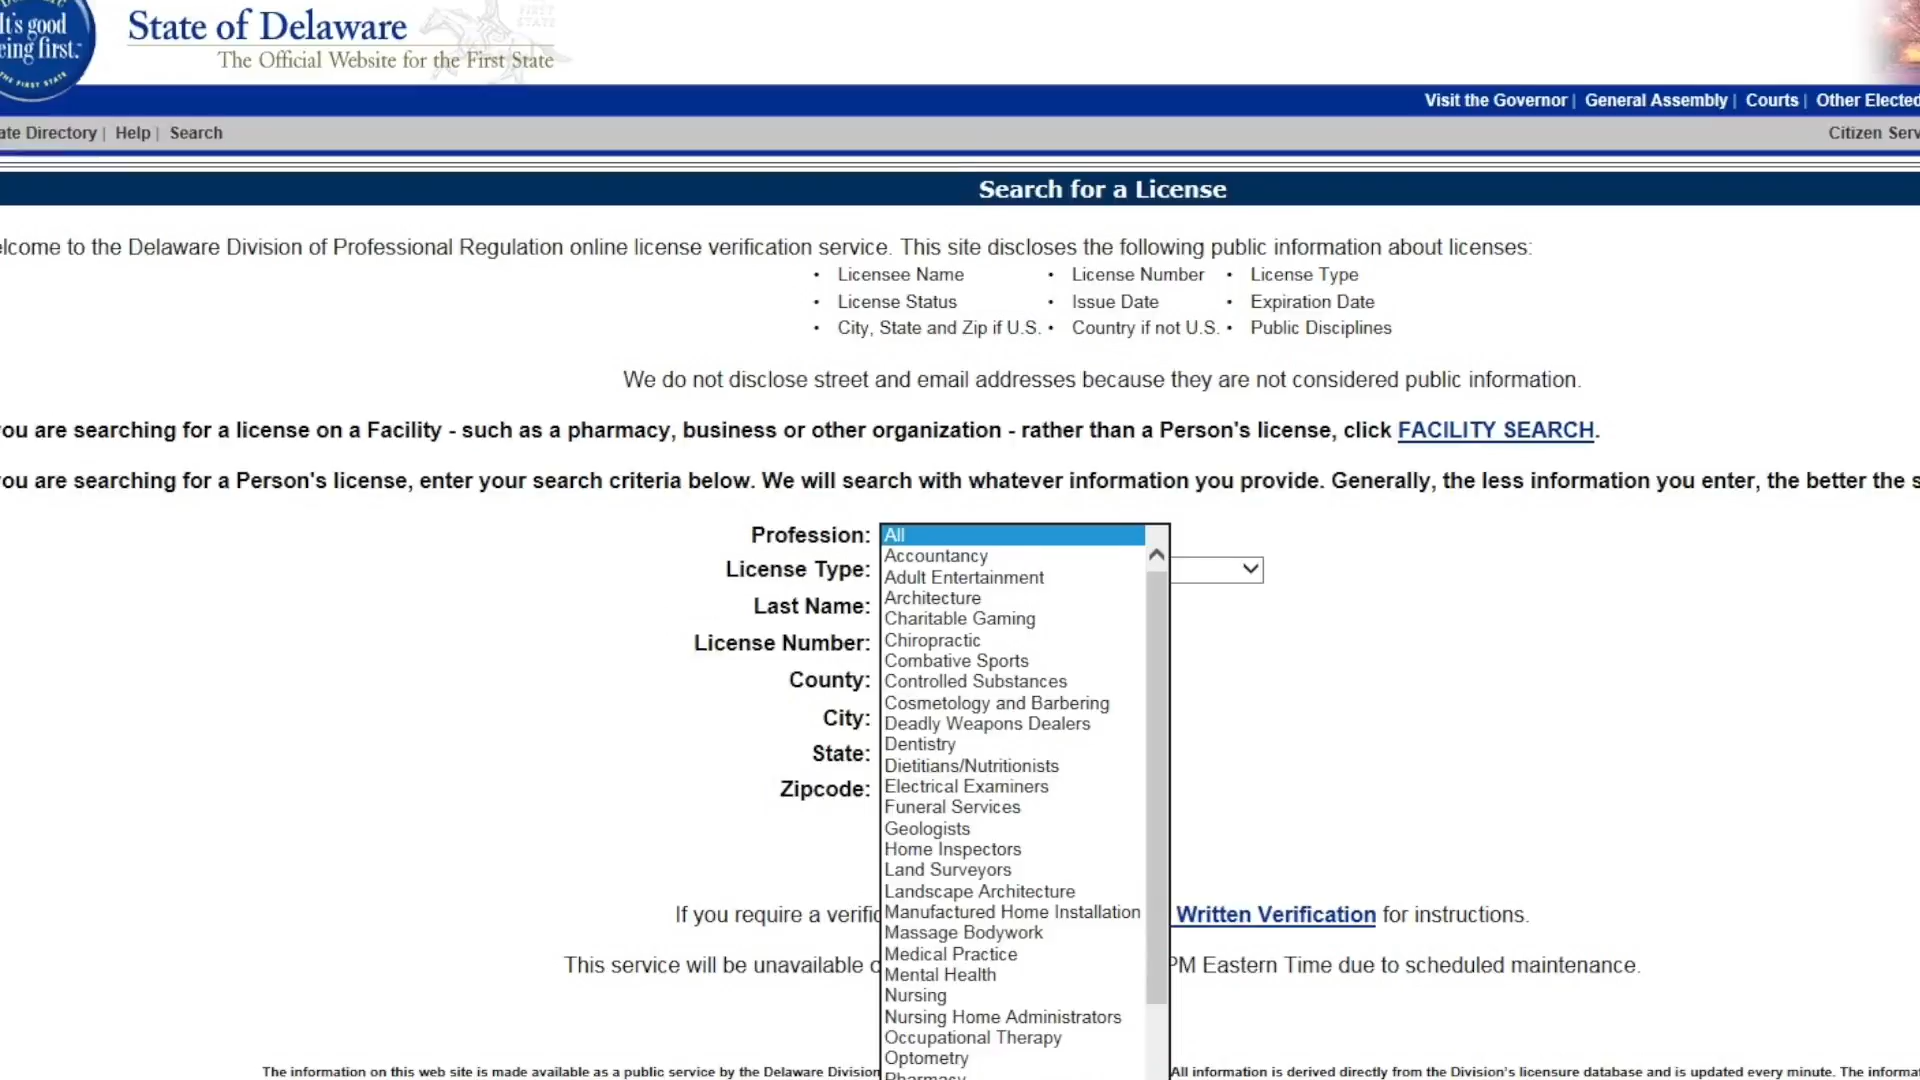 It's good
being first.
THE FIRST STATE
State of Delaware
FIRST
STATE
The Official Website for the First State
Visit the Governor | General Assembly | Courts | Other Elected
ate Directory | Help | Search
Citizen Serv
Search for a License
elcome to the Delaware Division of Professional Regulation online license verification service. This site discloses the following public information about licenses:
• Licensee Name • License Number • License Type
• License Status • Issue Date • Expiration Date
• City, State and Zip if U.S. • Country if not U.S. • Public Disciplines
We do not disclose street and email addresses because they are not considered public information.
ou are searching for a license on a Facility - such as a pharmacy, business or other organization - rather than a Person's license, click FACILITY SEARCH.
ou are searching for a Person's license, enter your search criteria below. We will search with whatever information you provide. Generally, the less information you enter, the better the s
Profession:
License Type:
Last Name:
License Number:
County:
City:
State:
Zipcode:
All
Accountancy
Adult Entertainment
Architecture
Charitable Gaming
Chiropractic
Combative Sports
Controlled Substances
Cosmetology and Barbering
Deadly Weapons Dealers
Dentistry
Dietitians/Nutritionists
Electrical Examiners
Funeral Services
Geologists
Home Inspectors
Land Surveyors
Landscape Architecture
Manufactured Home Installation
Massage Bodywork
Medical Practice
Mental Health
Nursing
Nursing Home Administrators
Occupational Therapy
Optometry
Pharmacy
If you require a verific Written Verification for instructions.
This service will be unavailable PM Eastern Time due to scheduled maintenance.
The information on this web site is made available as a public service by the Delaware Division All information is derived directly from the Division's licensure database and is updated every minute. The informa